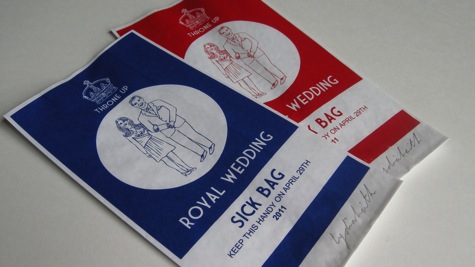 THRONE UP
ROYAL WEDDING
SICK BAG
KEEP THIS HANDY ON APRIL 29TH
2011
THRONE UP
WEDDING
BAG
ON APRIL 29TH
11